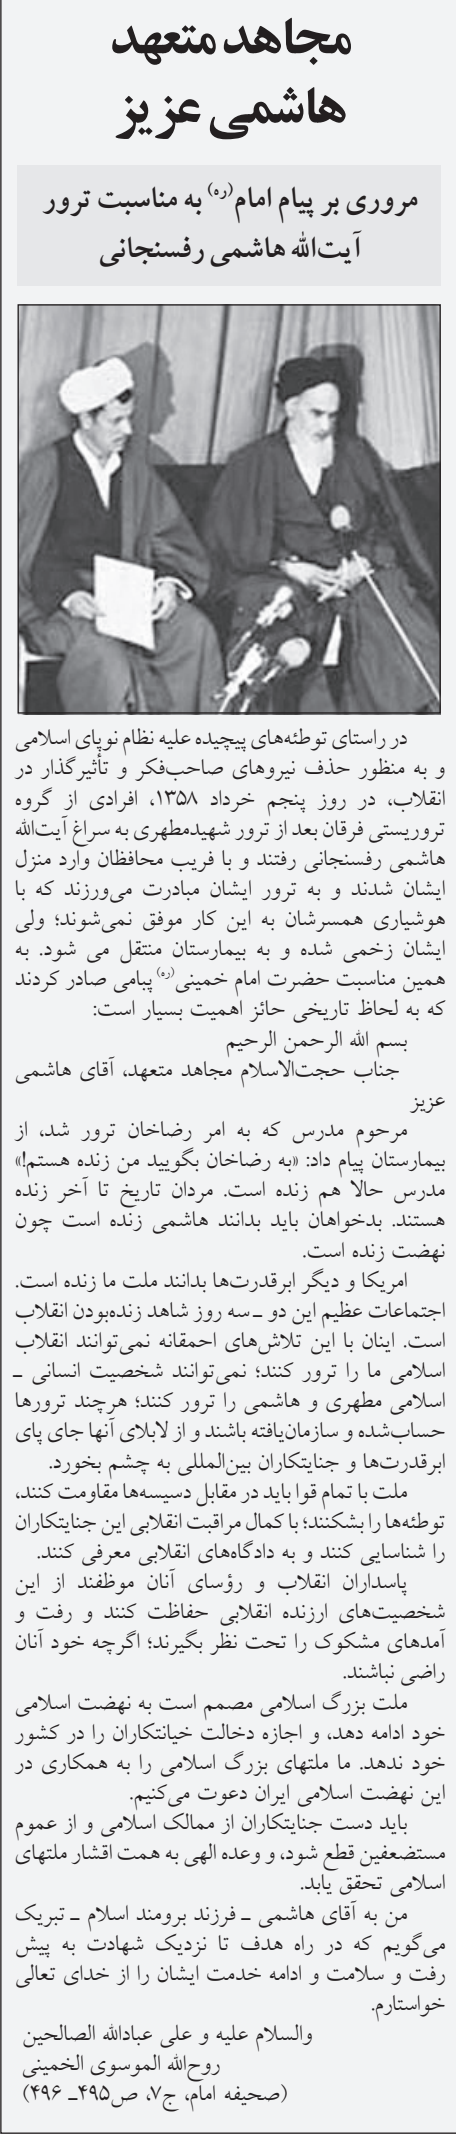 مجاهد متعهد
هاشمی عزیز
مروری بر پیام امام(ره) به مناسبت ترور
آیت‌الله هاشمی رفسنجانی
در راستای توطئه‌های پیچیده علیه نظام نوپای اسلامی
و به منظور حذف نیروهای صاحب‌فکر و تأثیرگذار در
انقلاب، در روز پنجم خرداد ۱۳۵۸، افرادی از گروه
تروریستی فرقان بعد از ترور شهیدمطهری به سراغ آیت‌الله
هاشمی رفسنجانی رفتند و با فریب محافظان وارد منزل
ایشان شدند و به ترور ایشان مبادرت می‌ورزند که با
هوشیاری همسرشان به این کار موفق نمی‌شوند؛ ولی
ایشان زخمی شده و به بیمارستان منتقل می شود. به
همین مناسبت حضرت امام خمینی(ره) پیامی صادر کردند
که به لحاظ تاریخی حائز اهمیت بسیار است:
بسم الله الرحمن الرحیم
جناب حجت‌الاسلام مجاهد متعهد، آقای هاشمی
عزیز
مرحوم مدرس که به امر رضاخان ترور شد، از
بیمارستان پیام داد: «به رضاخان بگویید من زنده هستم!»
مدرس حالا هم زنده است. مردان تاریخ تا آخر زنده
هستند. بدخواهان باید بدانند هاشمی زنده است چون
نهضت زنده است.
امریکا و دیگر ابرقدرت‌ها بدانند ملت ما زنده است.
اجتماعات عظیم این دو ـ سه روز شاهد زنده‌بودن انقلاب
است. اینان با این تلاش‌های احمقانه نمی‌توانند انقلاب
اسلامی ما را ترور کنند؛ نمی‌توانند شخصیت انسانی ـ
اسلامی مطهری و هاشمی را ترور کنند؛ هرچند ترورها
حساب‌شده و سازمان‌یافته باشند و از لابلای آنها جای پای
ابرقدرت‌ها و جنایتکاران بین‌المللی به چشم بخورد.
ملت با تمام قوا باید در مقابل دسیسه‌ها مقاومت کنند،
توطئه‌ها را بشکنند؛ با کمال مراقبت انقلابی این جنایتکاران
را شناسایی کنند و به دادگاه‌های انقلابی معرفی کنند.
پاسداران انقلاب و رؤسای آنان موظفند از این
شخصیت‌های ارزنده انقلابی حفاظت کنند و رفت و
آمدهای مشکوک را تحت نظر بگیرند؛ اگرچه خود آنان
راضی نباشند.
ملت بزرگ اسلامی مصمم است به نهضت اسلامی
خود ادامه دهد، و اجازه دخالت خیانتکاران را در کشور
خود ندهد. ما ملتهای بزرگ اسلامی را به همکاری در
این نهضت اسلامی ایران دعوت می‌کنیم.
باید دست جنایتکاران از ممالک اسلامی و از عموم
مستضعفین قطع شود، و وعده الهی به همت اقشار ملتهای
اسلامی تحقق یابد.
من به آقای هاشمی ـ فرزند برومند اسلام ـ تبریک
می‌گویم که در راه هدف تا نزدیک شهادت به پیش
رفت و سلامت و ادامه خدمت ایشان را از خدای تعالی
خواستارم.
والسلام علیه و علی عبادالله الصالحین
روح‌الله الموسوی الخمینی
(صحیفه امام، ج۷، ص۴۹۵ـ ۴۹۶)